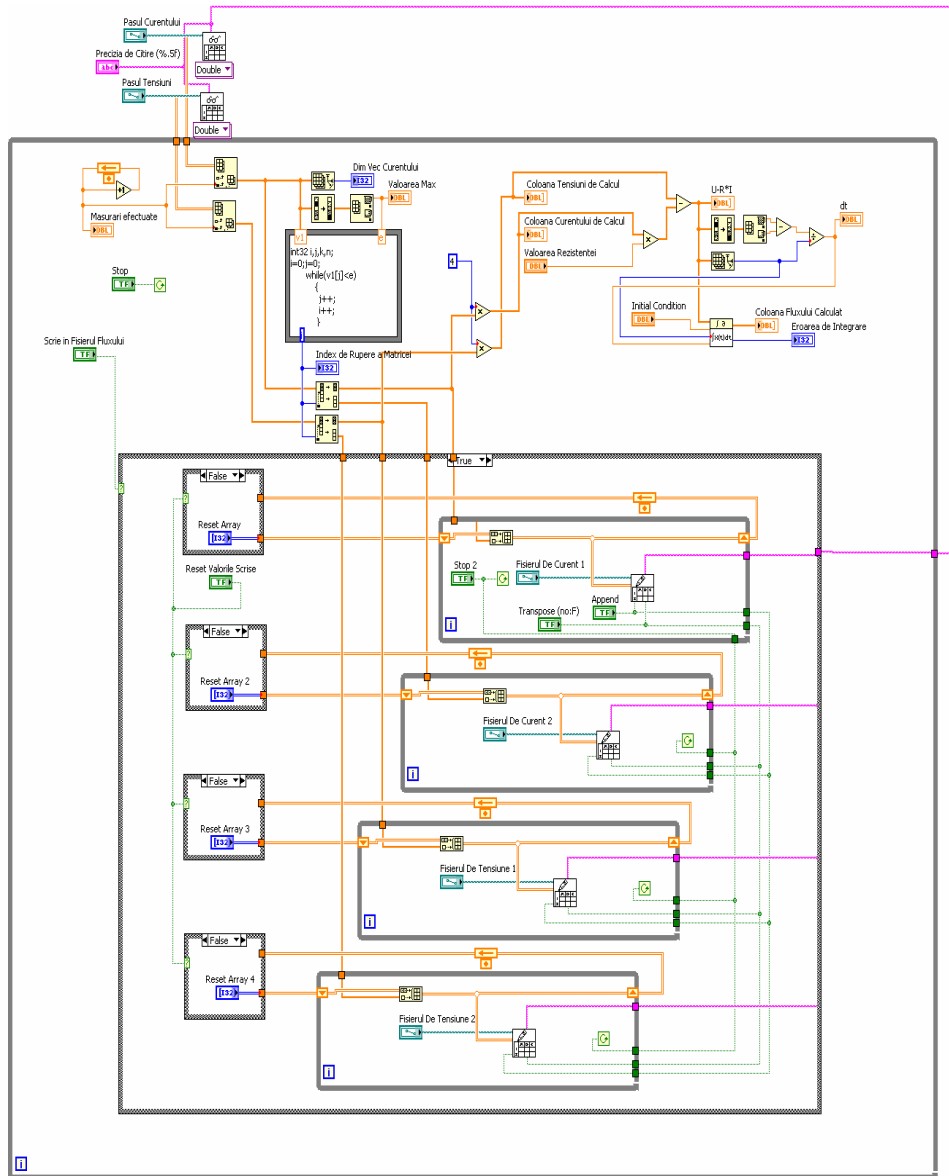 Pasul Curentului
Precizia de Citire (%.5f)
abc
Double
Pasul Tensiuni
Double
+1
Masurari efectuate
DBL
Dim Vec Curentului
I32
Valoarea Max
DBL
v1
e
int32 i,j,k,n;
i=0;j=0;
while(v1[j]<e)
{
j++;
i++;
}
i
Stop
TF
Scrie in Fisierul Fluxului
TF
Index de Rupere a Matricei
I32
4
Coloana Tensiuni de Calcul
DBL
Coloana Curentului de Calcul
DBL
Valoarea Rezistentei
DBL
U-R*I
DBL
dt
DBL
Initial Condition
DBL
Coloana Fluxului Calculat
DBL
Eroarea de Integrare
I32
True
False
Reset Array
I32
Reset Valorile Scrise
TF
Stop 2
TF
Fisierul De Curent 1
Append
TF
Transpose (no:F)
TF
i
False
Reset Array 2
I32
Fisierul De Curent 2
i
False
Reset Array 3
I32
Fisierul De Tensiune 1
i
False
Reset Array 4
I32
Fisierul De Tensiune 2
i
i